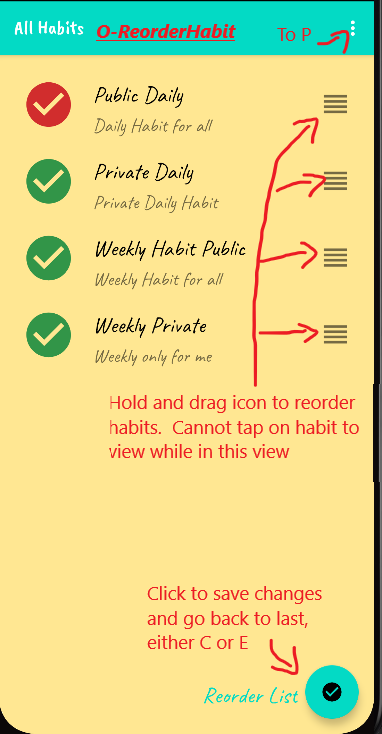 All Habits O-ReorderHabit To P
Public Daily
Daily Habit for all
Private Daily
Private Daily Habit
Weekly Habit Public
Weekly Habit for all
Weekly Private
Weekly only for me
Hold and drag icon to reorder
habits. Cannot tap on habit to
view while in this view
Click to save changes
and go back to last,
either C or E
Reorder List